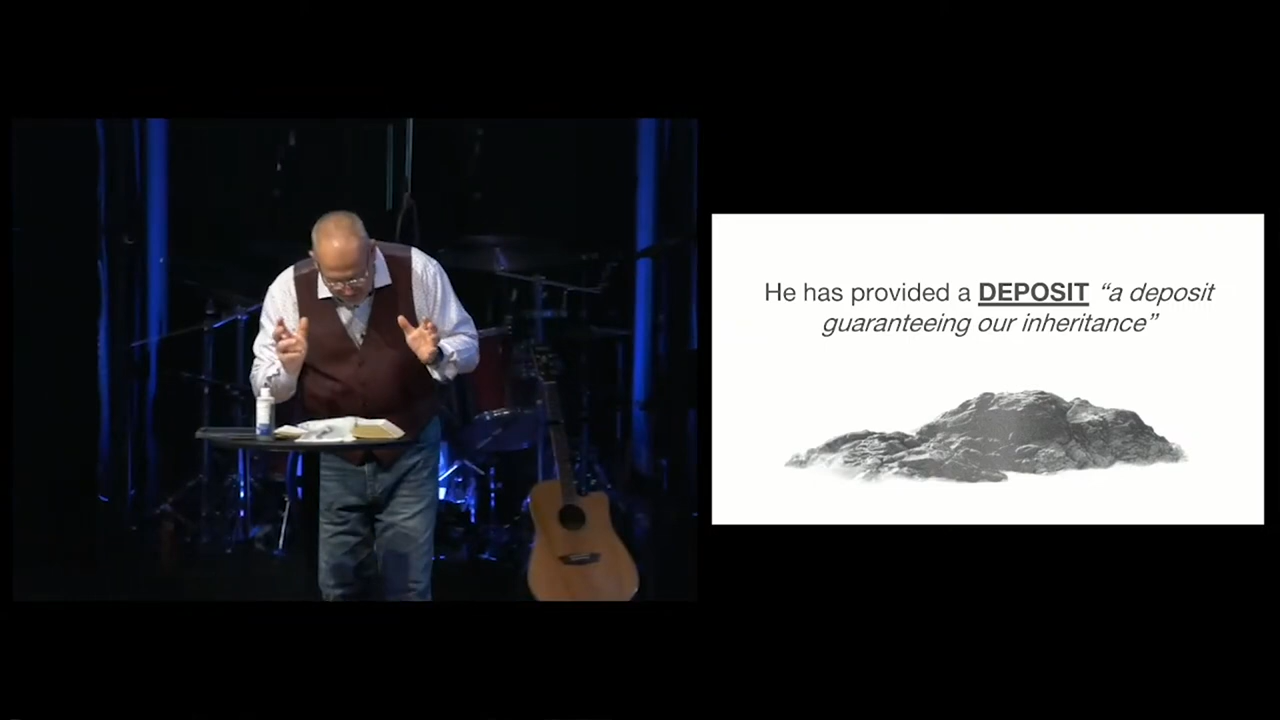 He has provided a DEPOSIT “a deposit
guaranteeing our inheritance”